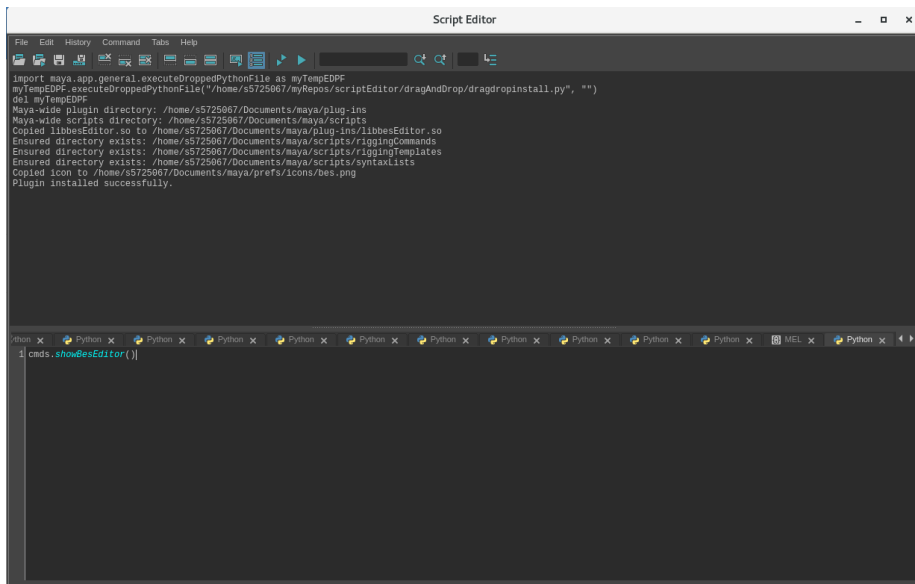 Script Editor
File Edit History Command Tabs Help
import maya.app.general.executeDroppedPythonFile as myTempEDPF
myTempEDPF.executeDroppedPythonFile("/home/s5725067/myRepos/scriptEditor/dragAndDrop/dragdropinstall.py", "")
del myTempEDPF
Maya-wide plugin directory: /home/s5725067/Documents/maya/plug-ins
Maya-wide scripts directory: /home/s5725067/Documents/maya/scripts
Copied libbesEditor.so to /home/s5725067/Documents/maya/plug-ins/libbesEditor.so
Ensured directory exists: /home/s5725067/Documents/maya/scripts/riggingCommands
Ensured directory exists: /home/s5725067/Documents/maya/scripts/riggingTemplates
Ensured directory exists: /home/s5725067/Documents/maya/scripts/syntaxLists
Copied icon to /home/s5725067/Documents/maya/prefs/icons/bes.png
Plugin installed successfully.
ython Python Python Python Python Python Python Python Python Python Python MEL Python
1 cmds.showBesEditor()